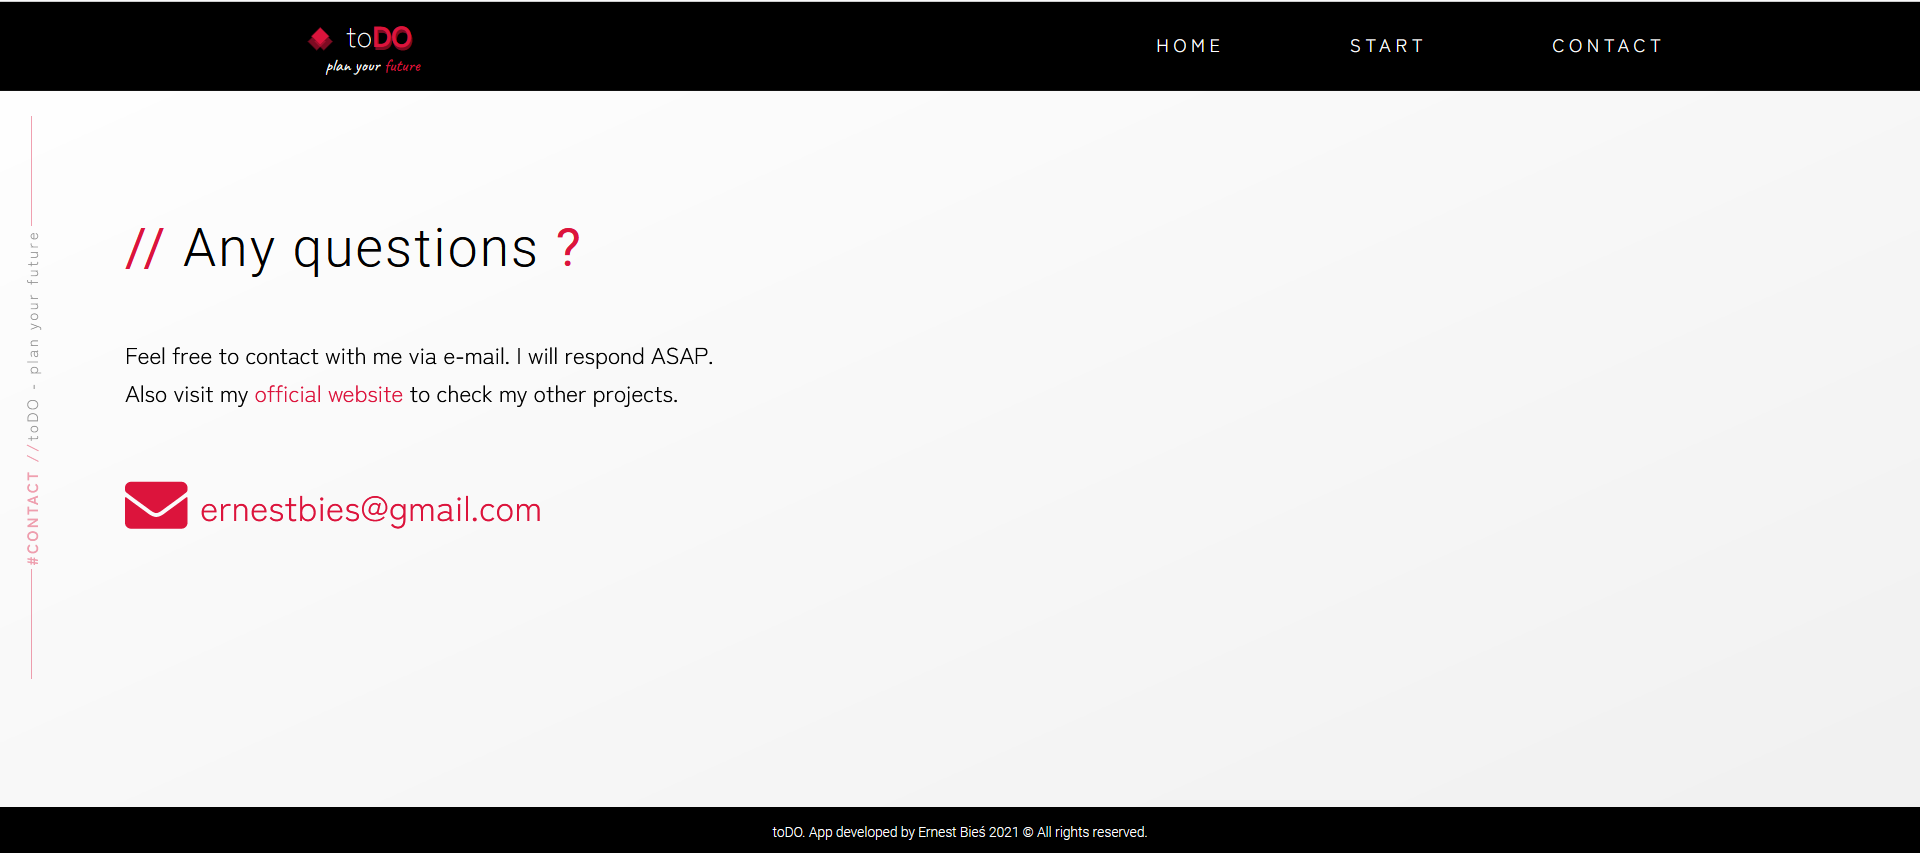 toDO
plan your future
HOME START CONTACT
#CONTACT //toDO - plan your future
// Any questions ?
Feel free to contact with me via e-mail. I will respond ASAP.
Also visit my official website to check my other projects.
ernestbies@gmail.com
toDO. App developed by Ernest Bieś 2021 © All rights reserved.